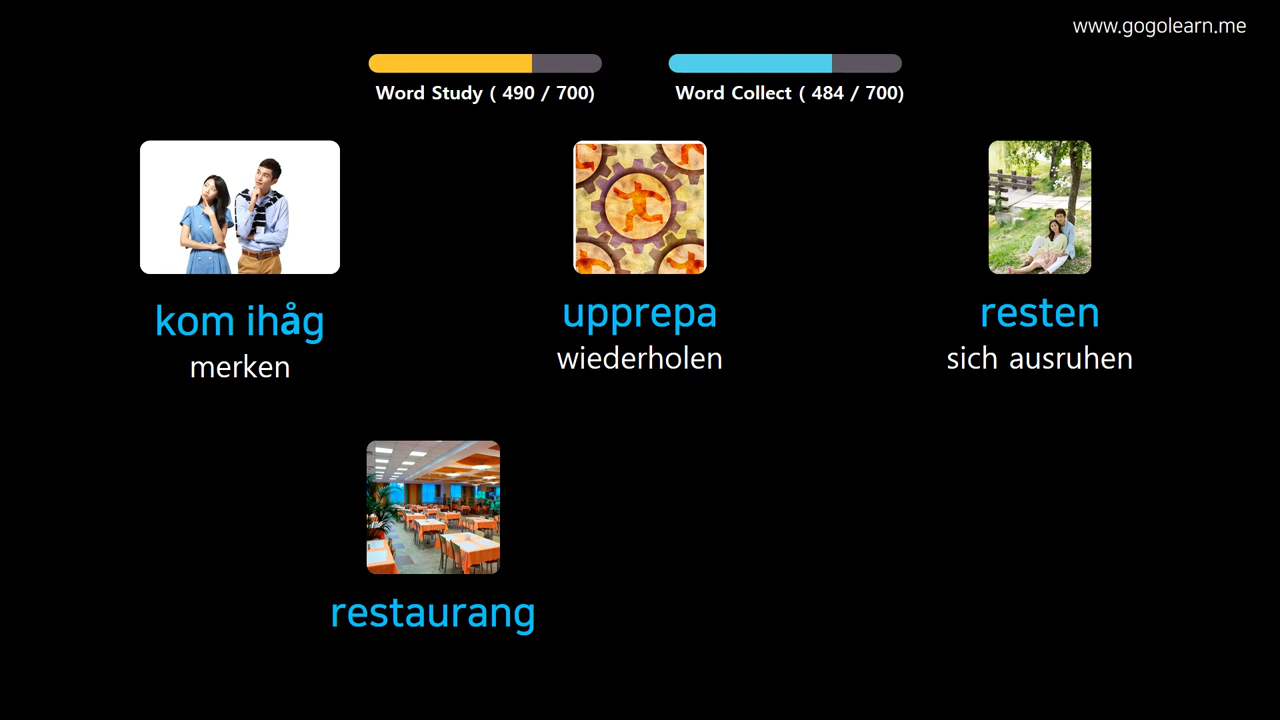 www.gogolearn.me
Word Study ( 490 / 700)
Word Collect ( 484 / 700)
kom ihåg
merken
upprepa
wiederholen
resten
sich ausruhen
restaurang